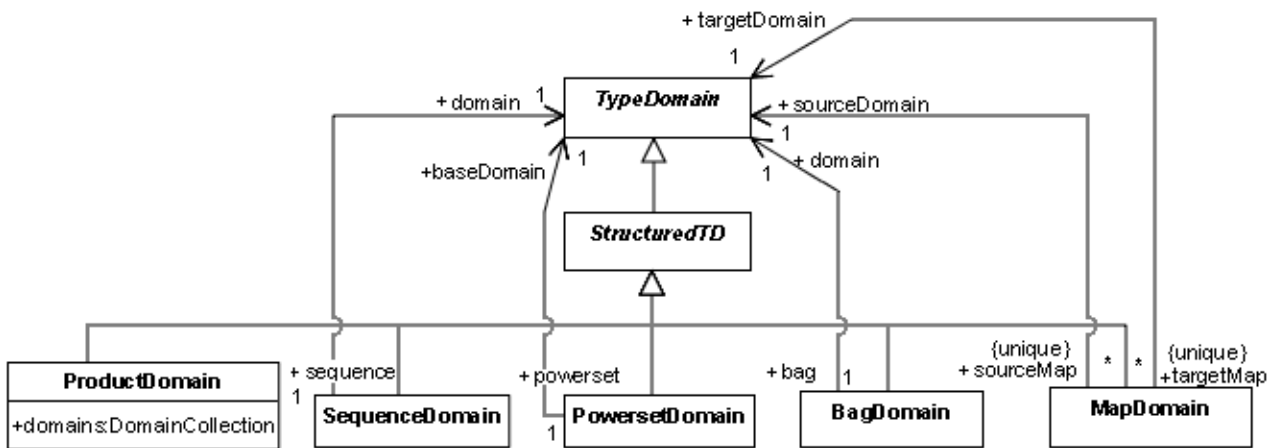 + targetDomain
1
TypeDomain
+ domain
1
+ sourceDomain
1
+baseDomain
1
+ domain
1
StructuredTD
ProductDomain
+domains:DomainCollection
+ sequence
1
SequenceDomain
+ powerset
1
PowersetDomain
+ bag
1
BagDomain
{unique}
+ sourceMap
*
*
{unique}
+targetMap
MapDomain